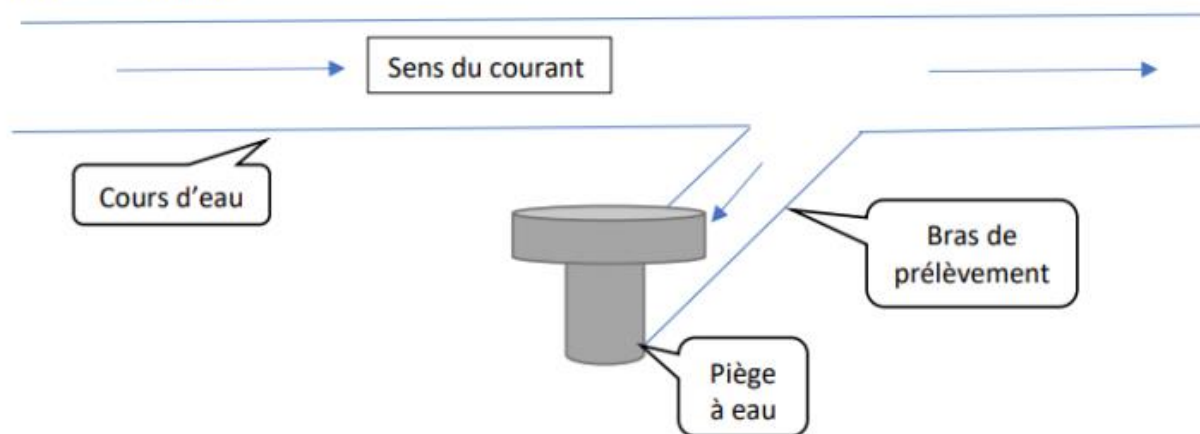 Sens du courant
Cours d'eau
Bras de
prélèvement
Piège
à eau